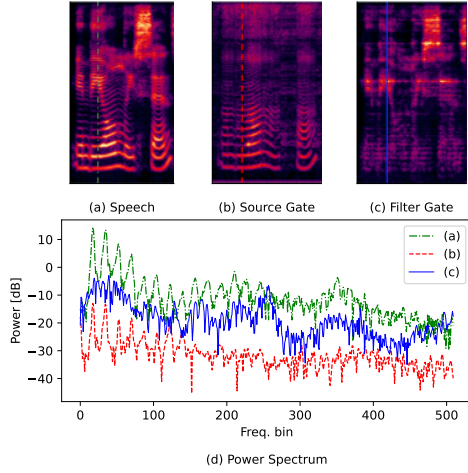 (a) Speech (b) Source Gate (c) Filter Gate
10
0
−10
−20
−30
−40
Power [dB]
(a)
(b)
(c)
0 100 200 300 400 500
Freq. bin
(d) Power Spectrum